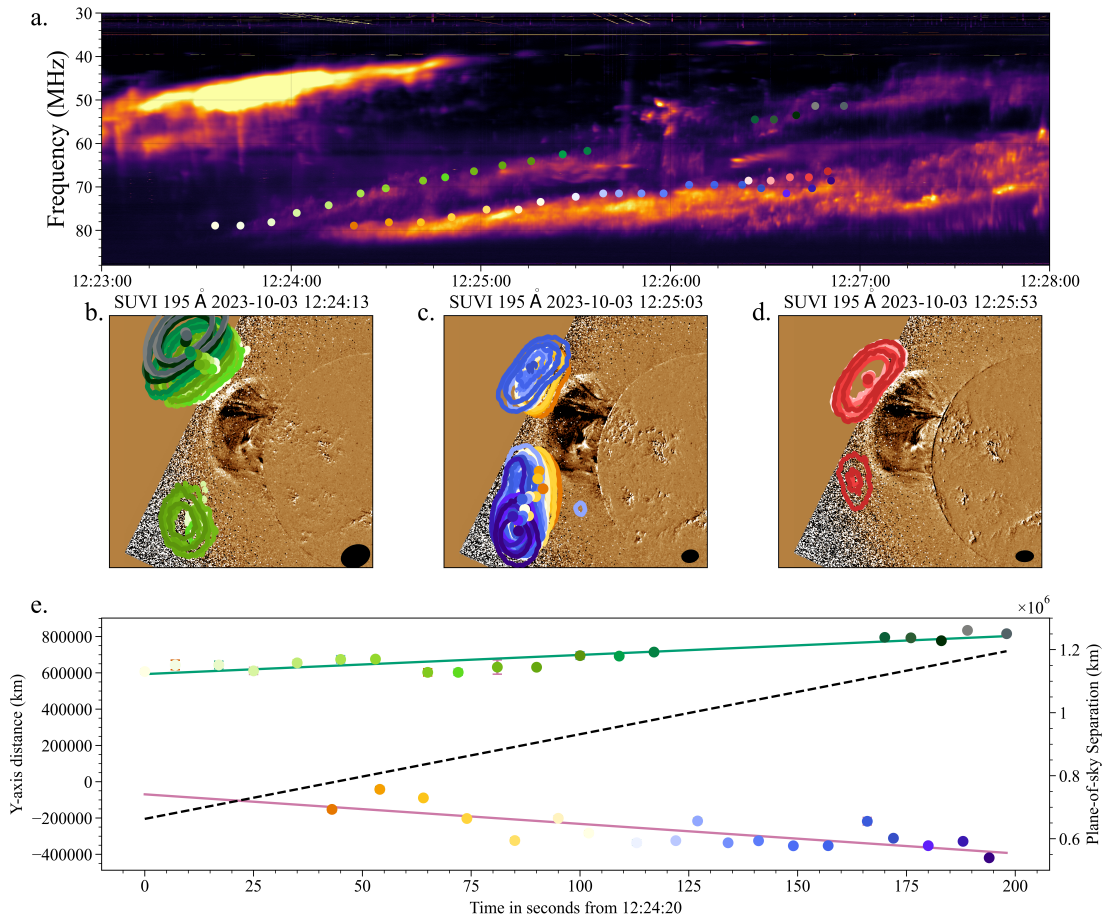 a.
Frequency (MHz)
30
40
50
60
70
80
12:23:00
12:24:00
12:25:00
12:26:00
12:27:00
12:28:00
b.
SUVI 195 Å 2023-10-03 12:24:13
c.
SUVI 195 Å 2023-10-03 12:25:03
d.
SUVI 195 Å 2023-10-03 12:25:53
e.
×10⁶
Y-axis distance (km)
800000
600000
400000
200000
0
−200000
−400000
1.2
1
0.8
0.6
Plane-of-sky Separation (km)
0
25
50
75
100
125
150
175
200
Time in seconds from 12:24:20